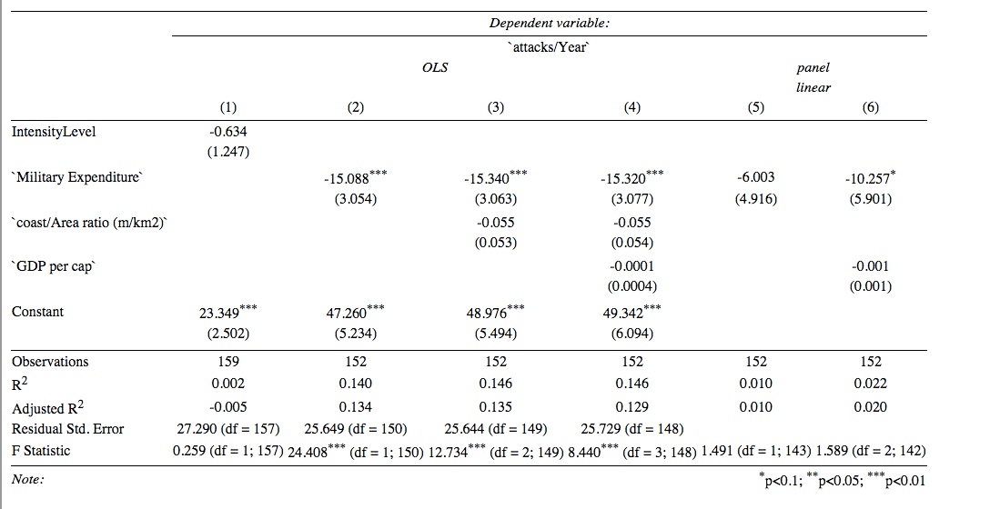 Dependent variable:
`attacks/Year`
OLS panel
linear
(1) (2) (3) (4) (5) (6)
IntensityLevel -0.634
(1.247)
`Military Expenditure` -15.088*** -15.340*** -15.320*** -6.003 -10.257*
(3.054) (3.063) (3.077) (4.916) (5.901)
`coast/Area ratio (m/km2)` -0.055 -0.055
(0.053) (0.054)
`GDP per cap` -0.0001 -0.001
(0.0004) (0.001)
Constant 23.349*** 47.260*** 48.976*** 49.342***
(2.502) (5.234) (5.494) (6.094)
Observations 159 152 152 152 152 152
R2 0.002 0.140 0.146 0.146 0.010 0.022
Adjusted R2 -0.005 0.134 0.135 0.129 0.010 0.020
Residual Std. Error 27.290 (df = 157) 25.649 (df = 150) 25.644 (df = 149) 25.729 (df = 148)
F Statistic 0.259 (df = 1; 157) 24.408*** (df = 1; 150) 12.734*** (df = 2; 149) 8.440*** (df = 3; 148) 1.491 (df = 1; 143) 1.589 (df = 2; 142)
Note: *p<0.1; **p<0.05; ***p<0.01